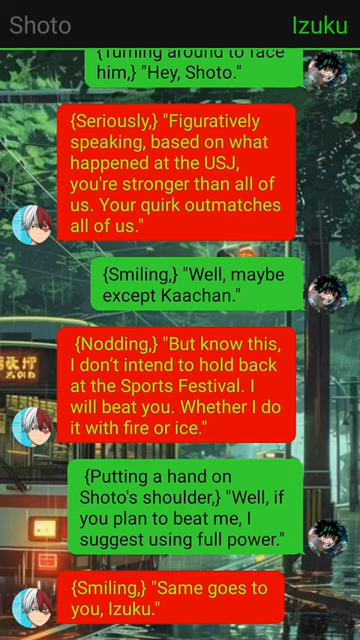 Shoto Izuku
{Turning around to face
him,} "Hey, Shoto."
{Seriously,} "Figuratively
speaking, based on what
happened at the USJ,
you're stronger than all of
us. Your quirk outmatches
all of us."
{Smiling,} "Well, maybe
except Kaachan."
{Nodding,} "But know this,
I don't intend to hold back
at the Sports Festival. I
will beat you. Whether I do
it with fire or ice."
{Putting a hand on
Shoto's shoulder,} "Well, if
you plan to beat me, I
suggest using full power."
{Smiling,} "Same goes to
you, Izuku."